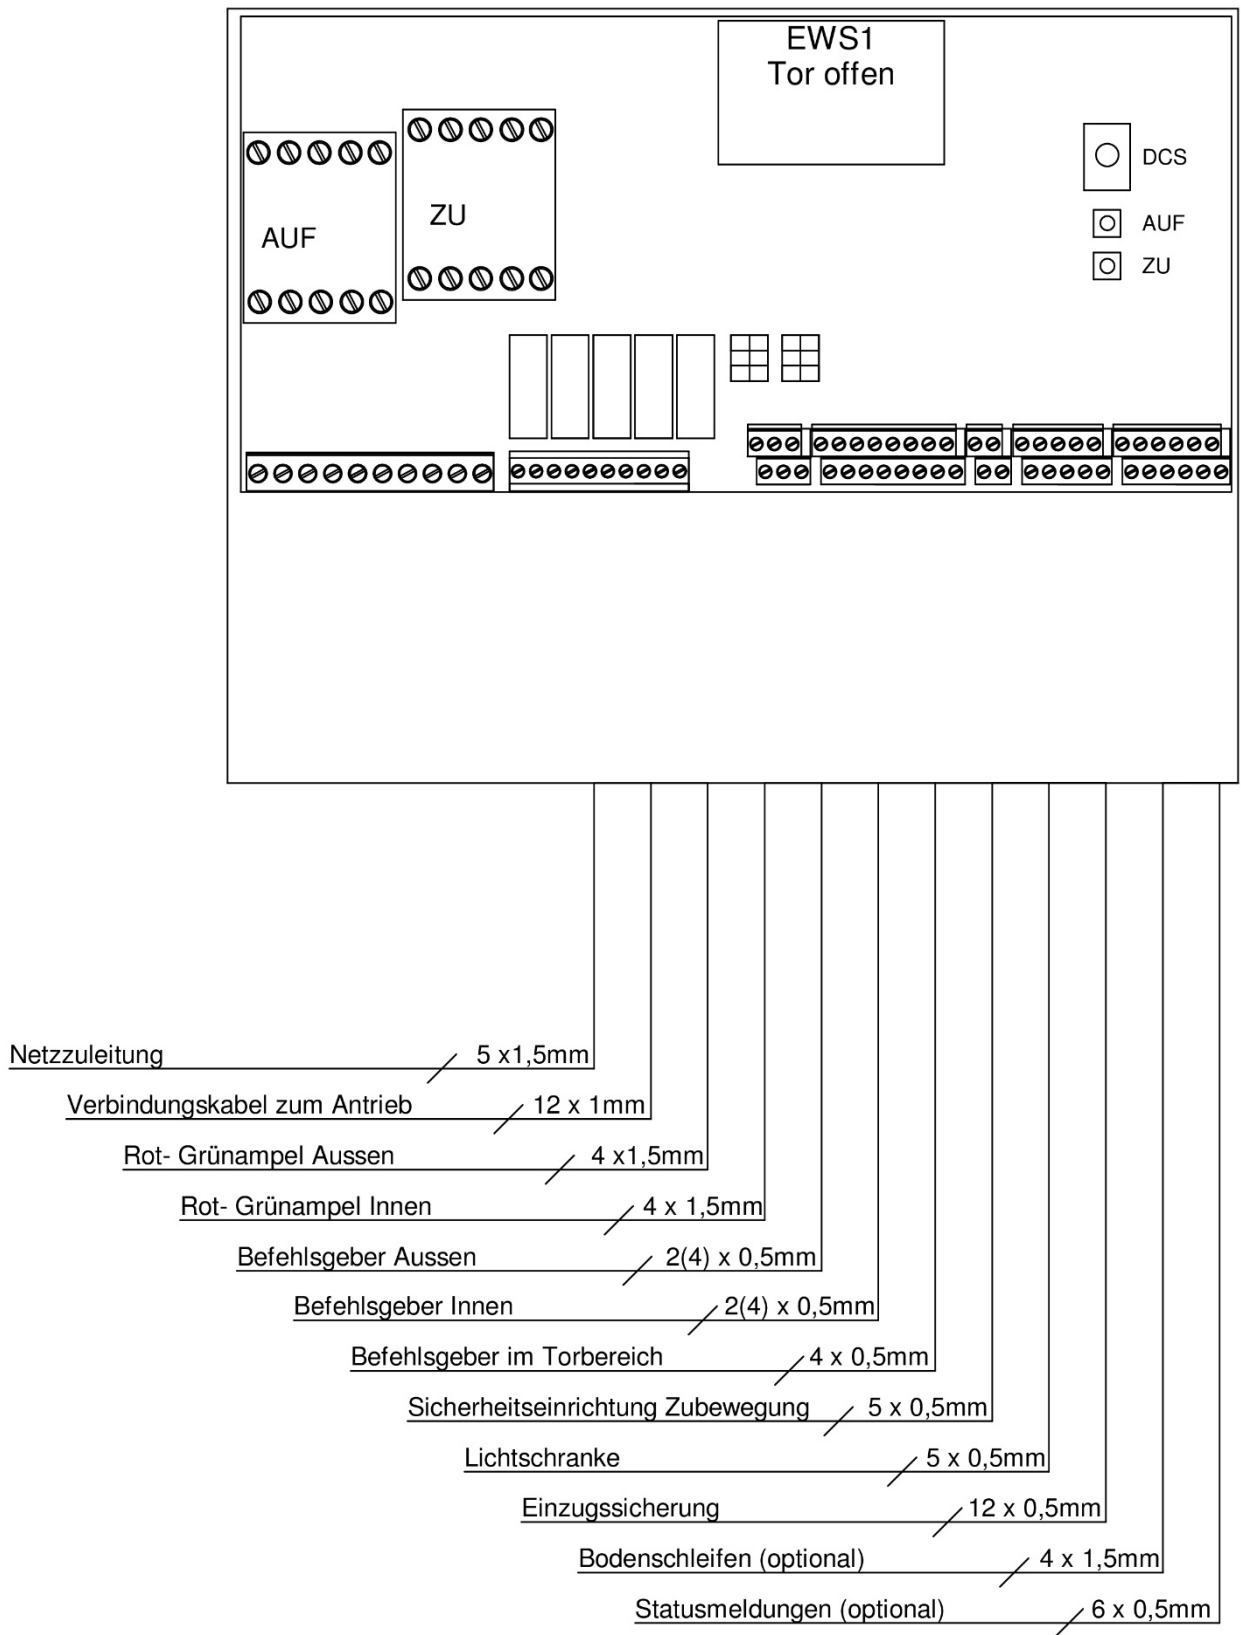 EWS1
Tor offen
DCS
AUF
ZU
AUF
ZU
Netzzuleitung 5 x1,5mm
Verbindungskabel zum Antrieb 12 x 1mm
Rot- Grünampel Aussen 4 x1,5mm
Rot- Grünampel Innen 4 x 1,5mm
Befehlsgeber Aussen 2(4) x 0,5mm
Befehlsgeber Innen 2(4) x 0,5mm
Befehlsgeber im Torbereich 4 x 0,5mm
Sicherheitseinrichtung Zubewegung 5 x 0,5mm
Lichtschranke 5 x 0,5mm
Einzugssicherung 12 x 0,5mm
Bodenschleifen (optional) 4 x 1,5mm
Statusmeldungen (optional) 6 x 0,5mm